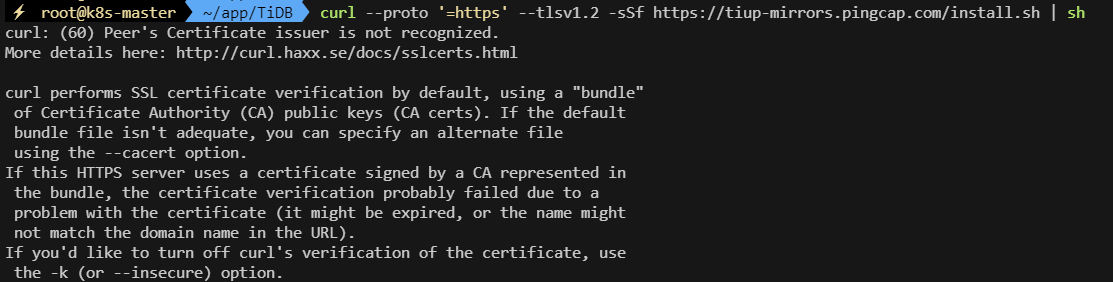 ⚡ root@k8s-master ~/app/TiDB curl --proto '=https' --tlsv1.2 -sSf https://tiup-mirrors.pingcap.com/install.sh | sh
curl: (60) Peer's Certificate issuer is not recognized.
More details here: http://curl.haxx.se/docs/sslcerts.html

curl performs SSL certificate verification by default, using a "bundle"
 of Certificate Authority (CA) public keys (CA certs). If the default
 bundle file isn't adequate, you can specify an alternate file
 using the --cacert option.
If this HTTPS server uses a certificate signed by a CA represented in
 the bundle, the certificate verification probably failed due to a
 problem with the certificate (it might be expired, or the name might
 not match the domain name in the URL).
If you'd like to turn off curl's verification of the certificate, use
 the -k (or --insecure) option.